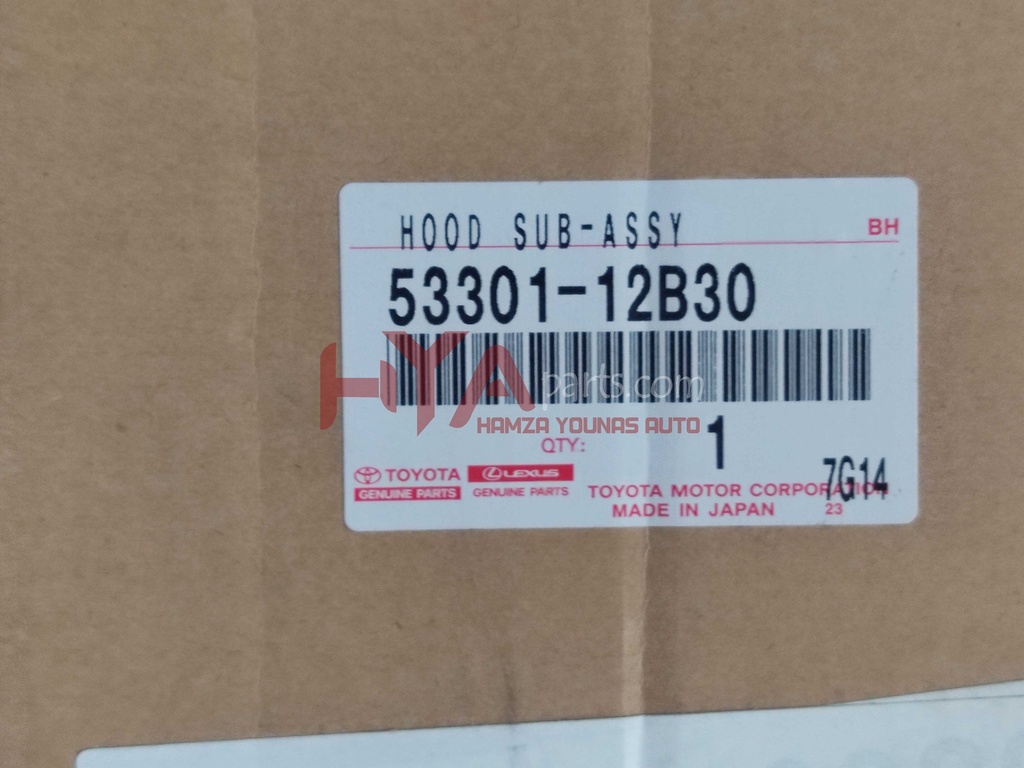 HOOD SUB-ASSY BH
53301-12B30
HYA parts.com
HAMZA YOUNAS AUTO
QTY: 1
TOYOTA LEXUS 7G14
GENUINE PARTS GENUINE PARTS TOYOTA MOTOR CORPORATION
MADE IN JAPAN 23